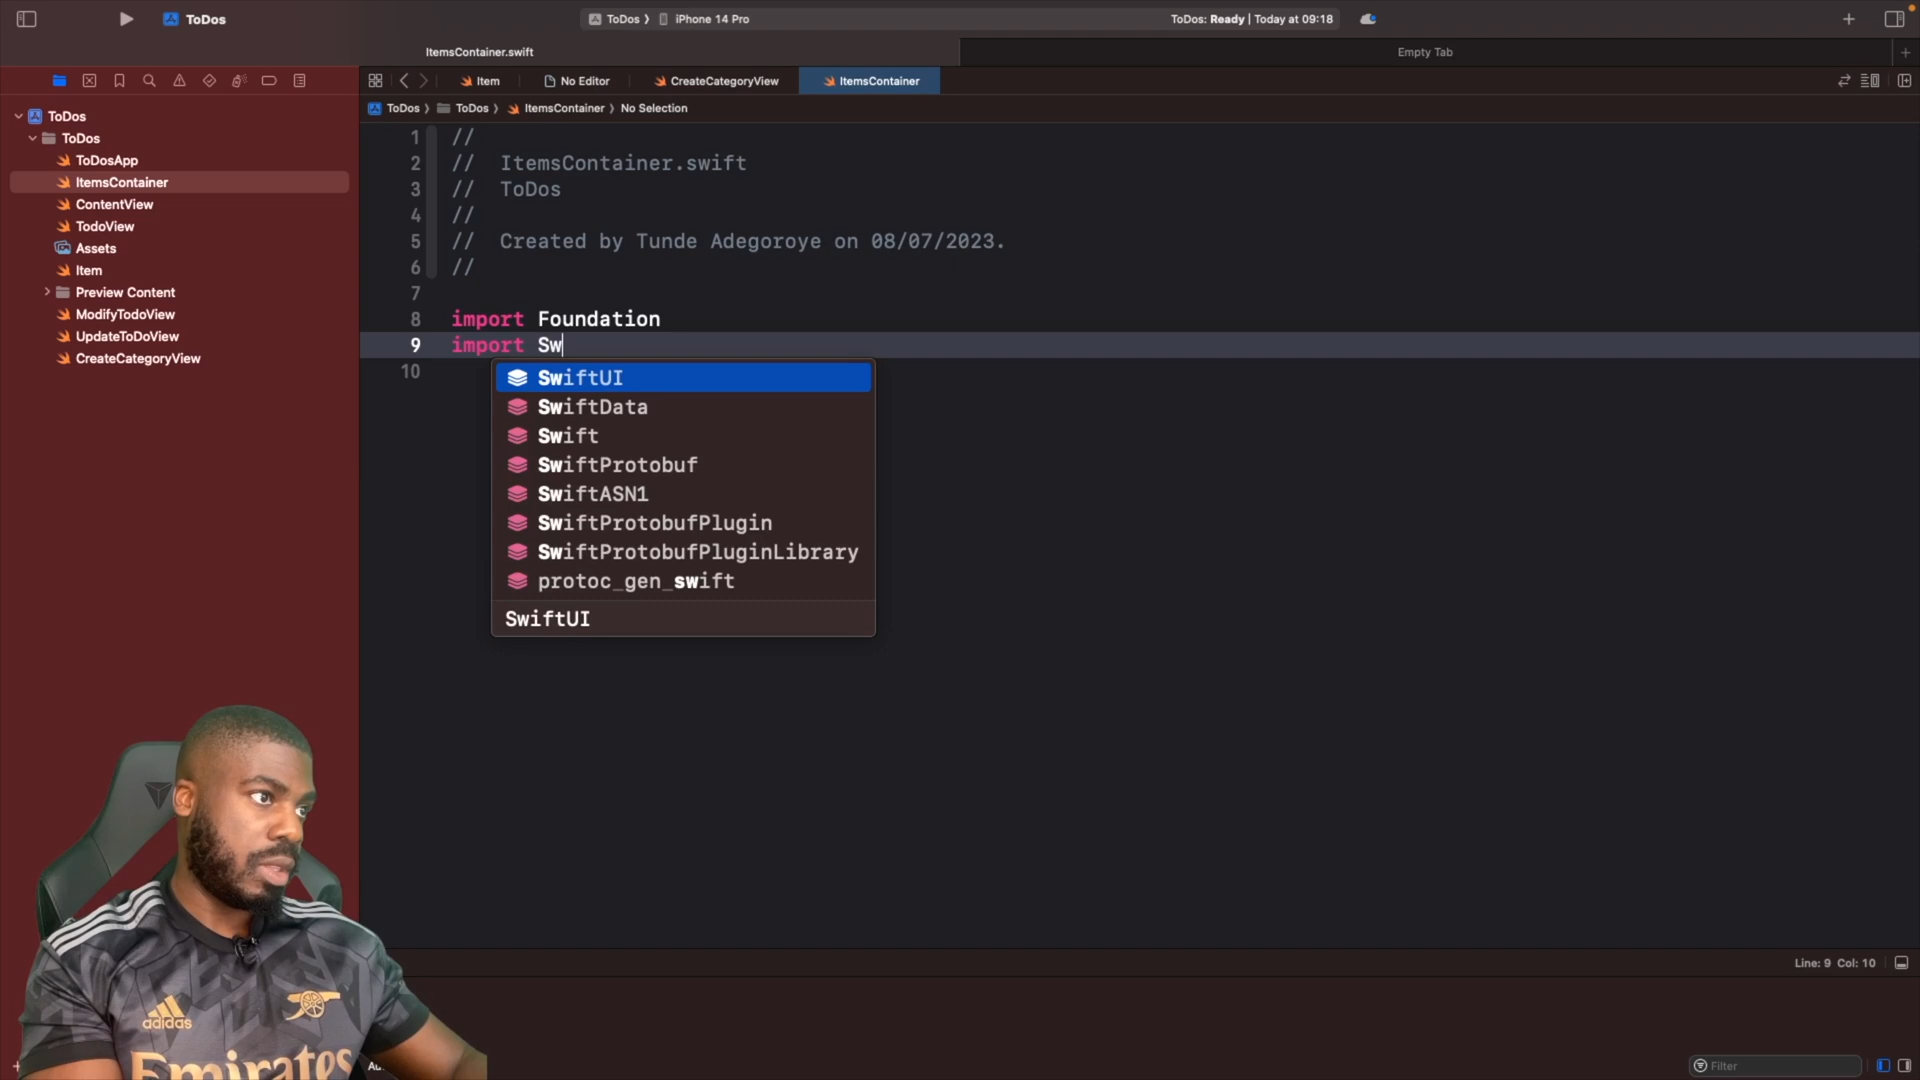 ToDos
ToDos 〉 iPhone 14 Pro
ToDos: Ready | Today at 09:18
ItemsContainer.swift
Empty Tab
Item
No Editor
CreateCategoryView
ItemsContainer
ToDos 〉 ToDos 〉 ItemsContainer 〉 No Selection
ToDos
ToDos
ToDosApp
ItemsContainer
ContentView
TodoView
Assets
Item
Preview Content
ModifyTodoView
UpdateToDoView
CreateCategoryView
1 //
2 // ItemsContainer.swift
3 // ToDos
4 //
5 // Created by Tunde Adegoroye on 08/07/2023.
6 //
7
8 import Foundation
9 import Sw
10
SwiftUI
SwiftData
Swift
SwiftProtobuf
SwiftASN1
SwiftProtobufPlugin
SwiftProtobufPluginLibrary
protoc_gen_swift
SwiftUI
Line: 9 Col: 10
adidas
Emirates
Filter